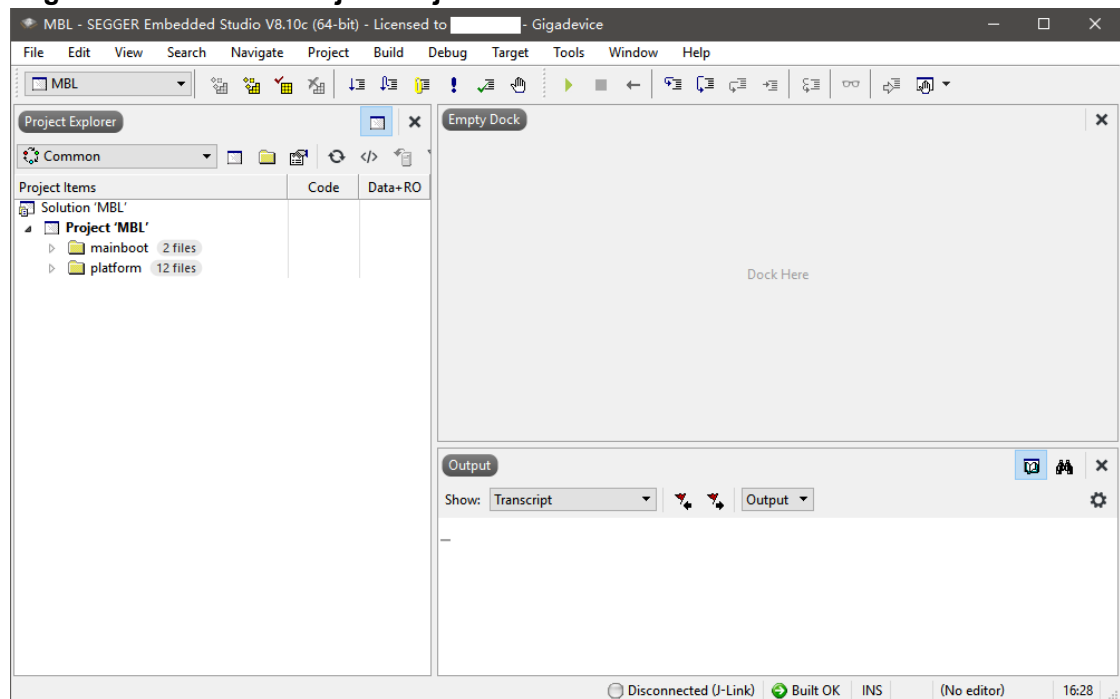 MBL - SEGGER Embedded Studio V8.10c (64-bit) - Licensed to - Gigadevice
File Edit View Search Navigate Project Build Debug Target Tools Window Help
MBL
Project Explorer
Empty Dock
Common
Project Items Code Data+RO
Solution 'MBL'
Project 'MBL'
mainboot 2 files
platform 12 files
Dock Here
Output
Show: Transcript Output
Disconnected (J-Link) Built OK INS (No editor) 16:28